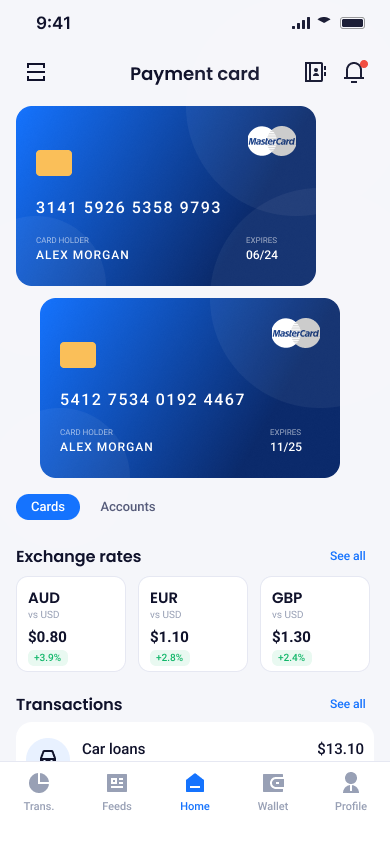 9:41
Payment card
MasterCard
3141 5926 5358 9793
CARD HOLDER EXPIRES
ALEX MORGAN 06/24
MasterCard
5412 7534 0192 4467
CARD HOLDER EXPIRES
ALEX MORGAN 11/25
Cards Accounts
Exchange rates See all
AUD EUR GBP
vs USD vs USD vs USD
$0.80 $1.10 $1.30
+3.9% +2.8% +2.4%
Transactions See all
Car loans $13.10
Trans. Feeds Home Wallet Profile